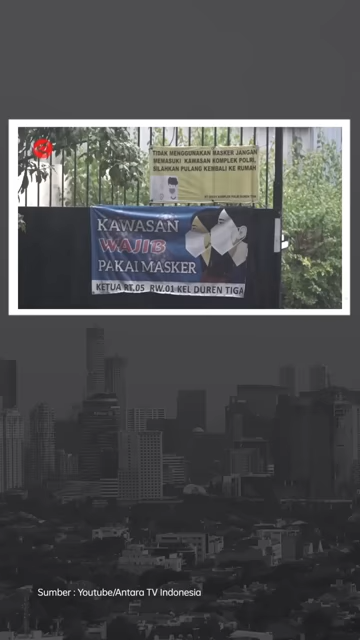 TIDAK MENGGUNAKAN MASKER JANGAN
MEMASUKI KAWASAN KOMPLEK POLRI,
SILAHKAN PULANG KEMBALI KE RUMAH
KAWASAN
WAJIB
PAKAI MASKER
KETUA RT.05 RW.01 KEL DUREN TIGA
Sumber : Youtube/Antara TV Indonesia